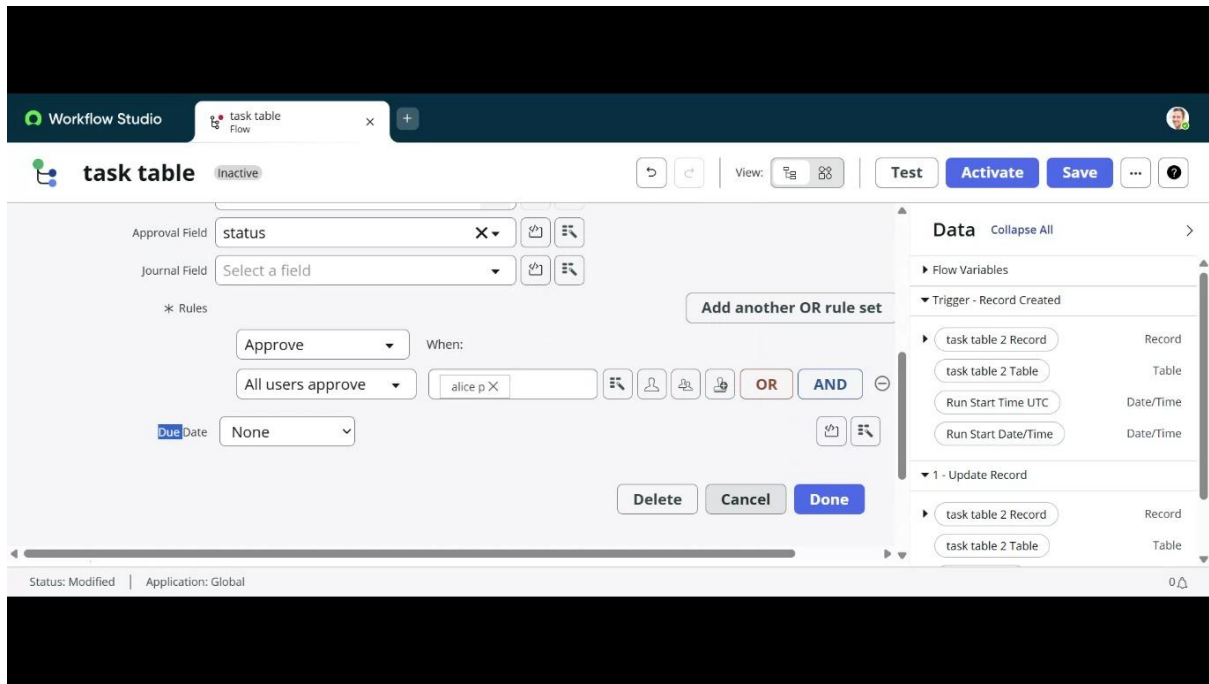 Workflow Studio
task table
Flow
task table Inactive
View:
Test
Activate
Save
Approval Field status
Journal Field Select a field
* Rules
Add another OR rule set
Approve When:
All users approve alice p OR AND
Due Date None
Delete Cancel Done
Data Collapse All
Flow Variables
Trigger - Record Created
task table 2 Record Record
task table 2 Table Table
Run Start Time UTC Date/Time
Run Start Date/Time Date/Time
1 - Update Record
task table 2 Record Record
task table 2 Table Table
Status: Modified | Application: Global
0